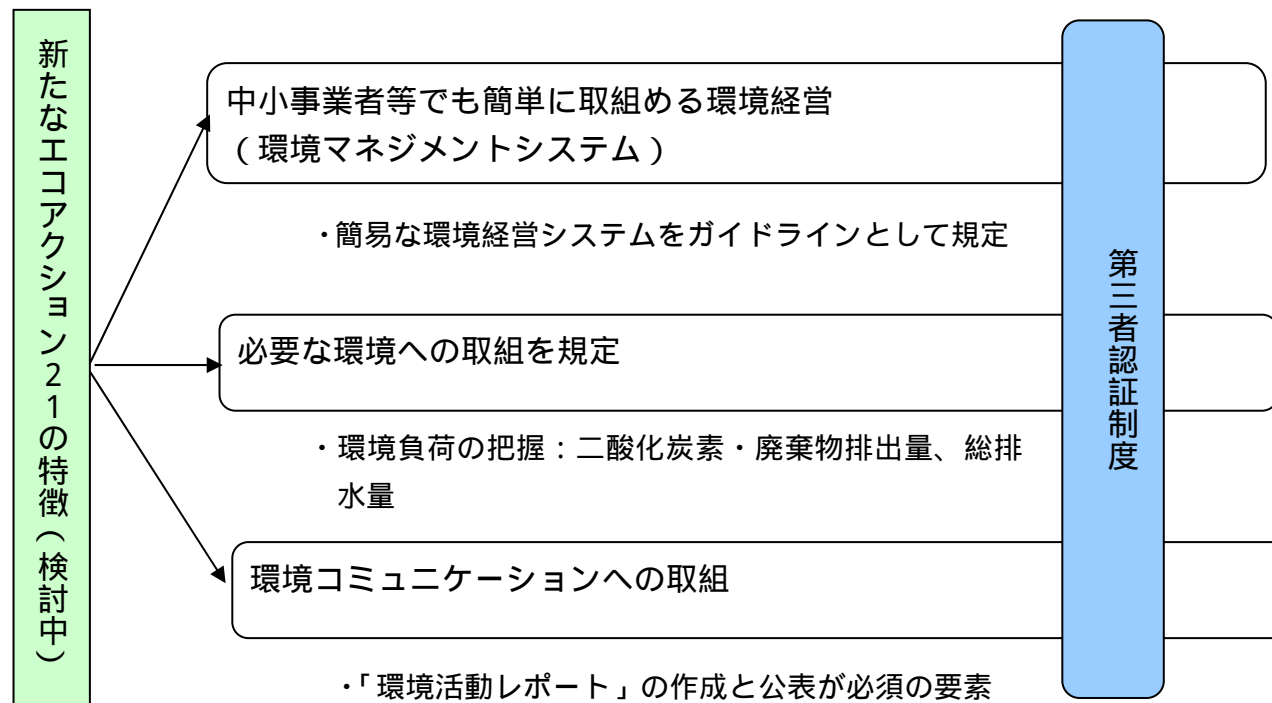 新たなエコアクション21の特徴(検討中)
中小事業者等でも簡単に取組める環境経営
(環境マネジメントシステム)
・簡易な環境経営システムをガイドラインとして規定
必要な環境への取組を規定
・環境負荷の把握:二酸化炭素・廃棄物排出量、総排
水量
環境コミュニケーションへの取組
・「環境活動レポート」の作成と公表が必須の要素
第三者認証制度